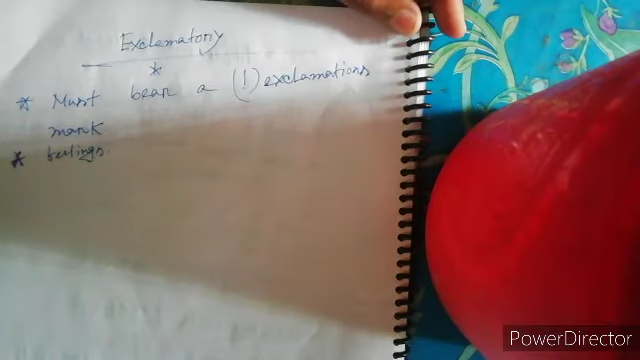 Exclamatory
*
* Must bear a (!) exclamations
mark
* feelings.
PowerDirector